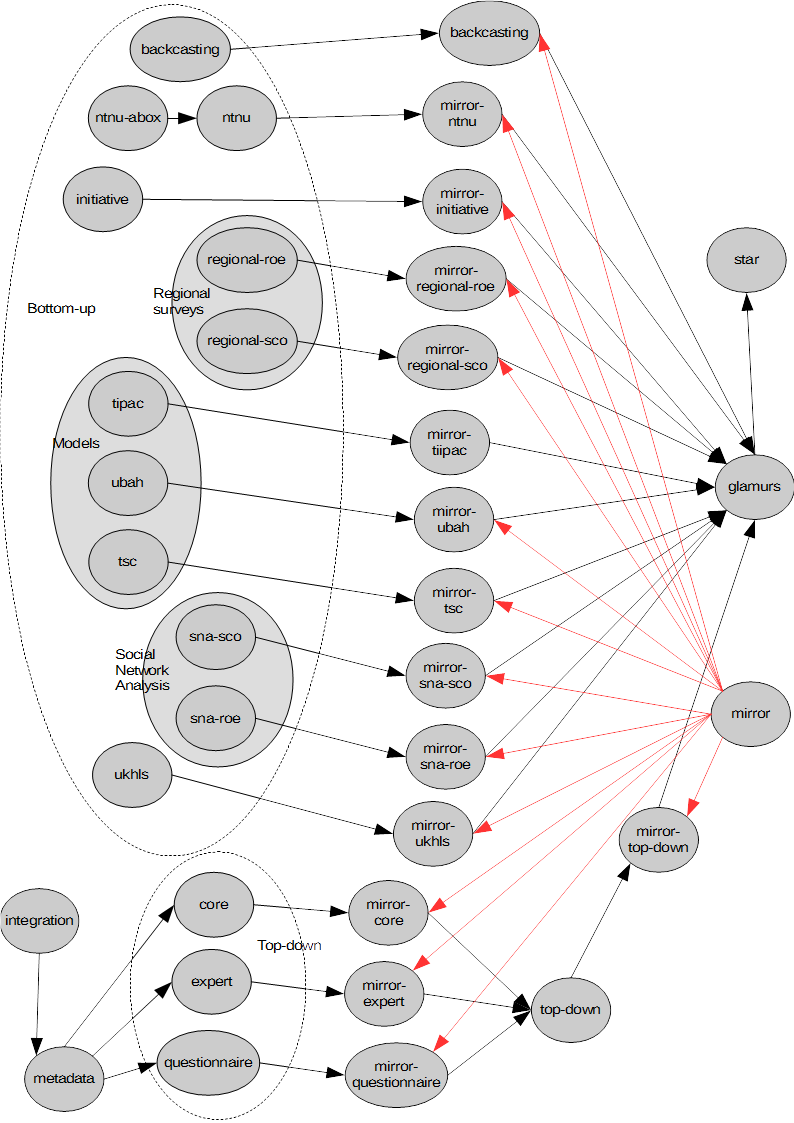 backcasting
backcasting
ntnu-abox
ntnu
mirror-
ntnu
initiative
mirror-
initiative
regional-roe
mirror-
regional-roe
star
Bottom-up
Regional
surveys
regional-sco
mirror-
regional-sco
tipac
mirror-
tiipac
Models
ubah
mirror-
ubah
glamurs
tsc
mirror-
tsc
sna-sco
Social
Network
Analysis
mirror-
sna-sco
sna-roe
mirror-
sna-roe
mirror
ukhls
mirror-
ukhls
mirror-
top-down
core
mirror-
core
integration
Top-down
expert
mirror-
expert
top-down
metadata
questionnaire
mirror-
questionnaire